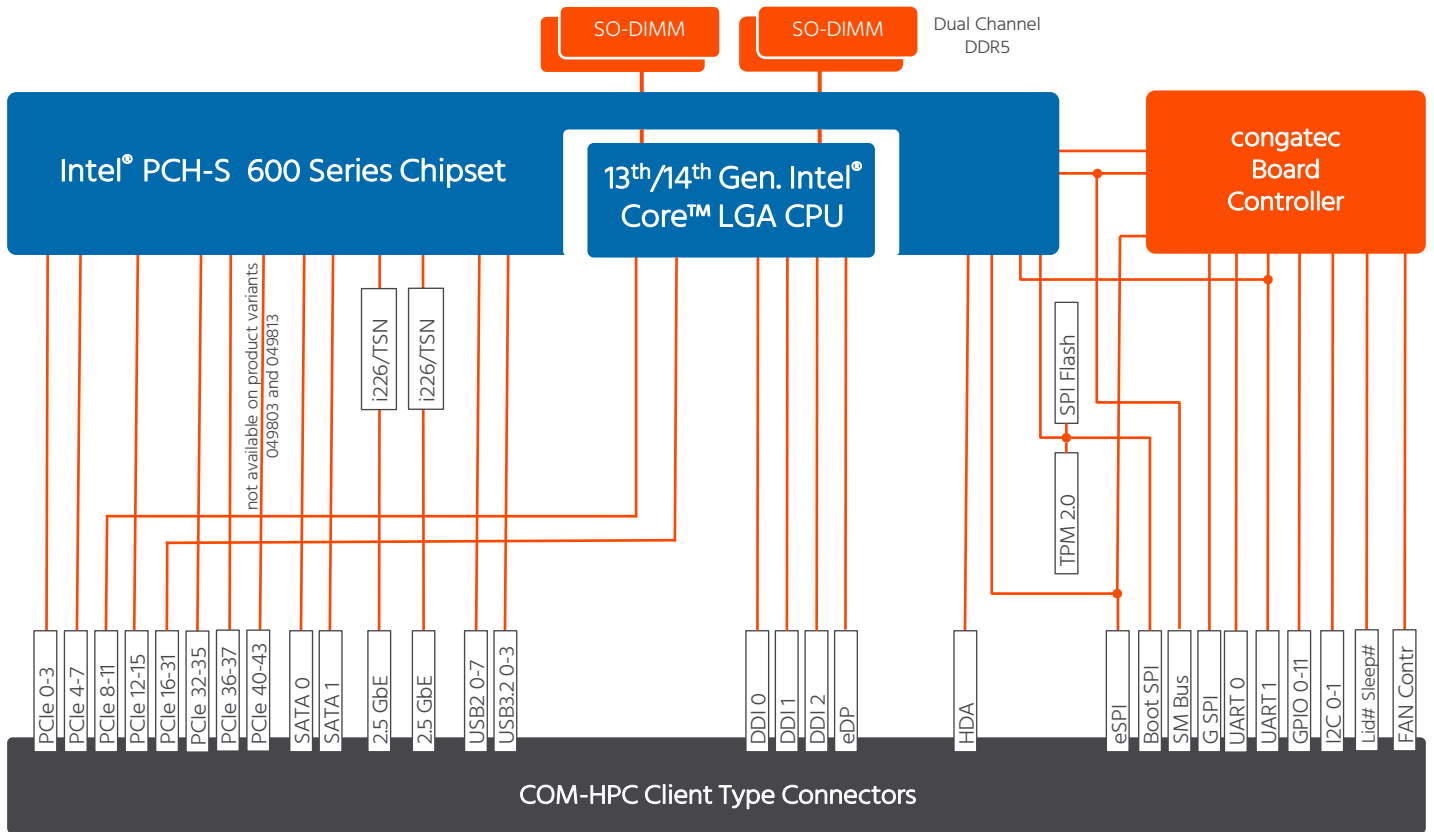 SO-DIMM
SO-DIMM
Dual Channel
DDR5
Intel® PCH-S 600 Series Chipset
13th/14th Gen. Intel®
Core™ LGA CPU
congatec
Board
Controller
not available on product variants
049803 and 049813
i226/TSN
i226/TSN
SPI Flash
TPM 2.0
PCIe 0-3
PCIe 4-7
PCIe 8-11
PCIe 12-15
PCIe 16-31
PCIe 32-35
PCIe 36-37
PCIe 40-43
SATA 0
SATA 1
2.5 GbE
2.5 GbE
USB2 0-7
USB3.2 0-3
DDI 0
DDI 1
DDI 2
eDP
HDA
eSPI
Boot SPI
SM Bus
G SPI
UART 0
UART 1
GPIO 0-11
I2C 0-1
Lid# Sleep#
FAN Contr
COM-HPC Client Type Connectors